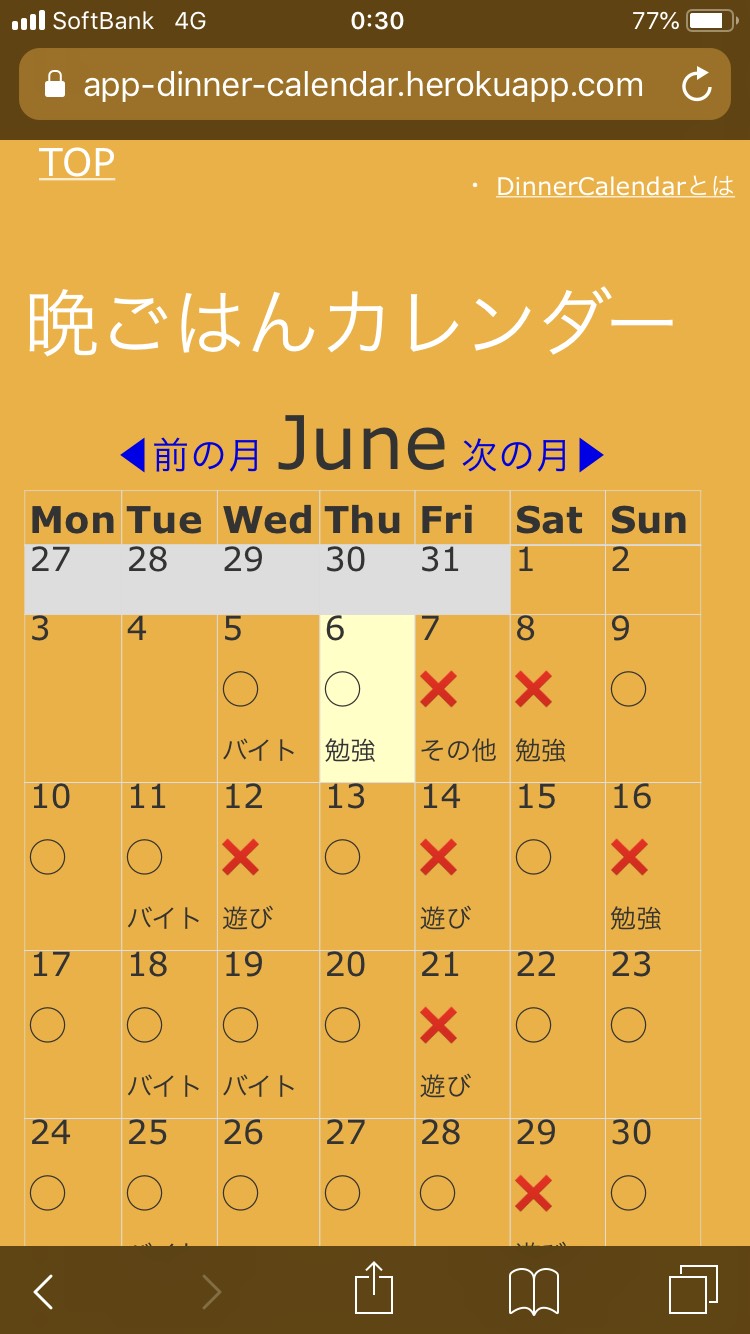 SoftBank 4G 0:30 77%
app-dinner-calendar.herokuapp.com
TOP
・ DinnerCalendarとは
晩ごはんカレンダー
◀前の月 June 次の月▶
Mon Tue Wed Thu Fri Sat Sun
27 28 29 30 31 1 2
3 4 5 6 7 8 9
○ ○ ❌ ❌ ○
バイト 勉強 その他 勉強
10 11 12 13 14 15 16
○ ○ ❌ ○ ❌ ○ ❌
バイト 遊び 遊び 勉強
17 18 19 20 21 22 23
○ ○ ○ ○ ❌ ○ ○
バイト バイト 遊び
24 25 26 27 28 29 30
○ ○ ○ ○ ○ ❌ ○